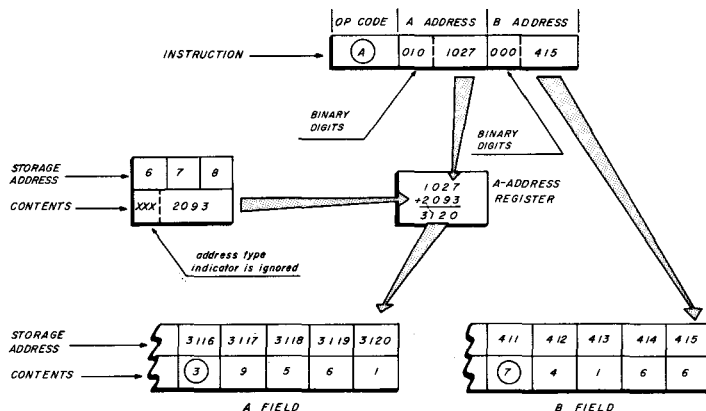 OP CODE A ADDRESS B ADDRESS
INSTRUCTION A 010 1027 000 415
BINARY DIGITS
BINARY DIGITS
STORAGE ADDRESS 6 7 8
CONTENTS XXX 2093
address type indicator is ignored
1027
+2093
3120
A-ADDRESS REGISTER
STORAGE ADDRESS 3116 3117 3118 3119 3120
CONTENTS 3 9 5 6 1
A FIELD
411 412 413 414 415
7 4 1 6 6
B FIELD